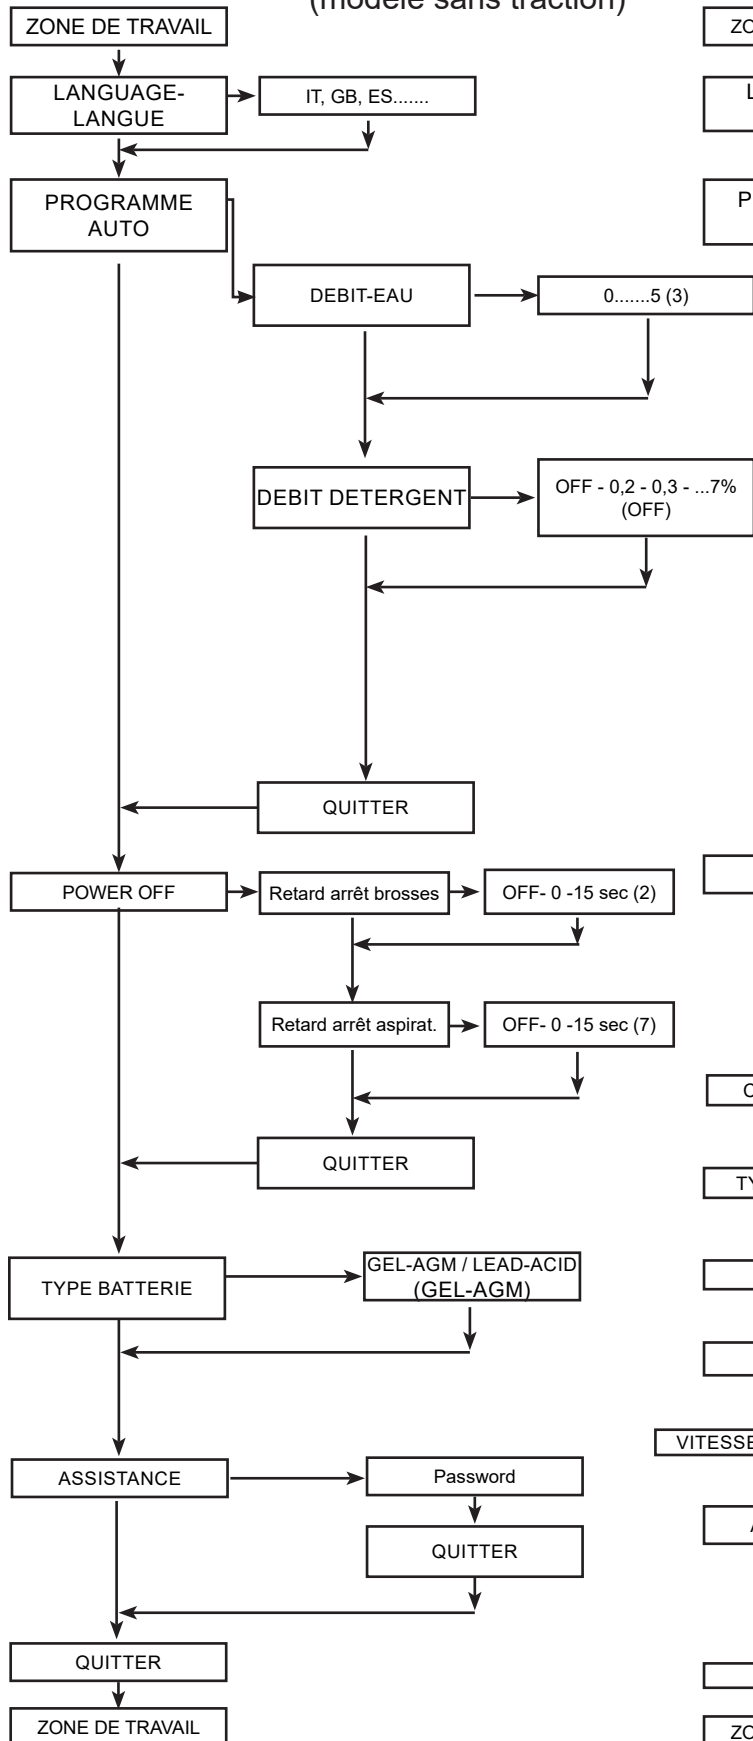 (modèle sans traction)
ZONE DE TRAVAIL
LANGUAGE-
LANGUE
IT, GB, ES.......
PROGRAMME
AUTO
DEBIT-EAU
0.......5 (3)
DEBIT DETERGENT
OFF - 0,2 - 0,3 - ...7%
(OFF)
QUITTER
POWER OFF
Retard arrêt brosses
OFF- 0 -15 sec (2)
Retard arrêt aspirat.
OFF- 0 -15 sec (7)
QUITTER
TYPE BATTERIE
GEL-AGM / LEAD-ACID
(GEL-AGM)
ASSISTANCE
Password
QUITTER
QUITTER
ZONE DE TRAVAIL
VITESSE